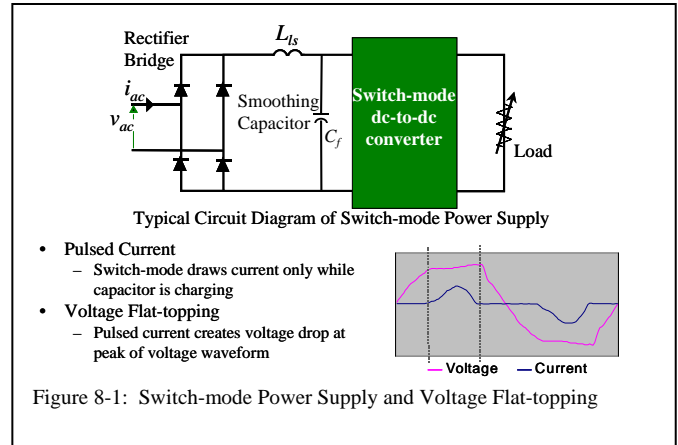 Rectifier
Bridge
L_ls
i_ac
v_ac
Smoothing
Capacitor
C_f
Switch-mode
dc-to-dc
converter
Load
Typical Circuit Diagram of Switch-mode Power Supply
• Pulsed Current
– Switch-mode draws current only while
capacitor is charging
• Voltage Flat-topping
– Pulsed current creates voltage drop at
peak of voltage waveform
Voltage Current
Figure 8-1: Switch-mode Power Supply and Voltage Flat-topping